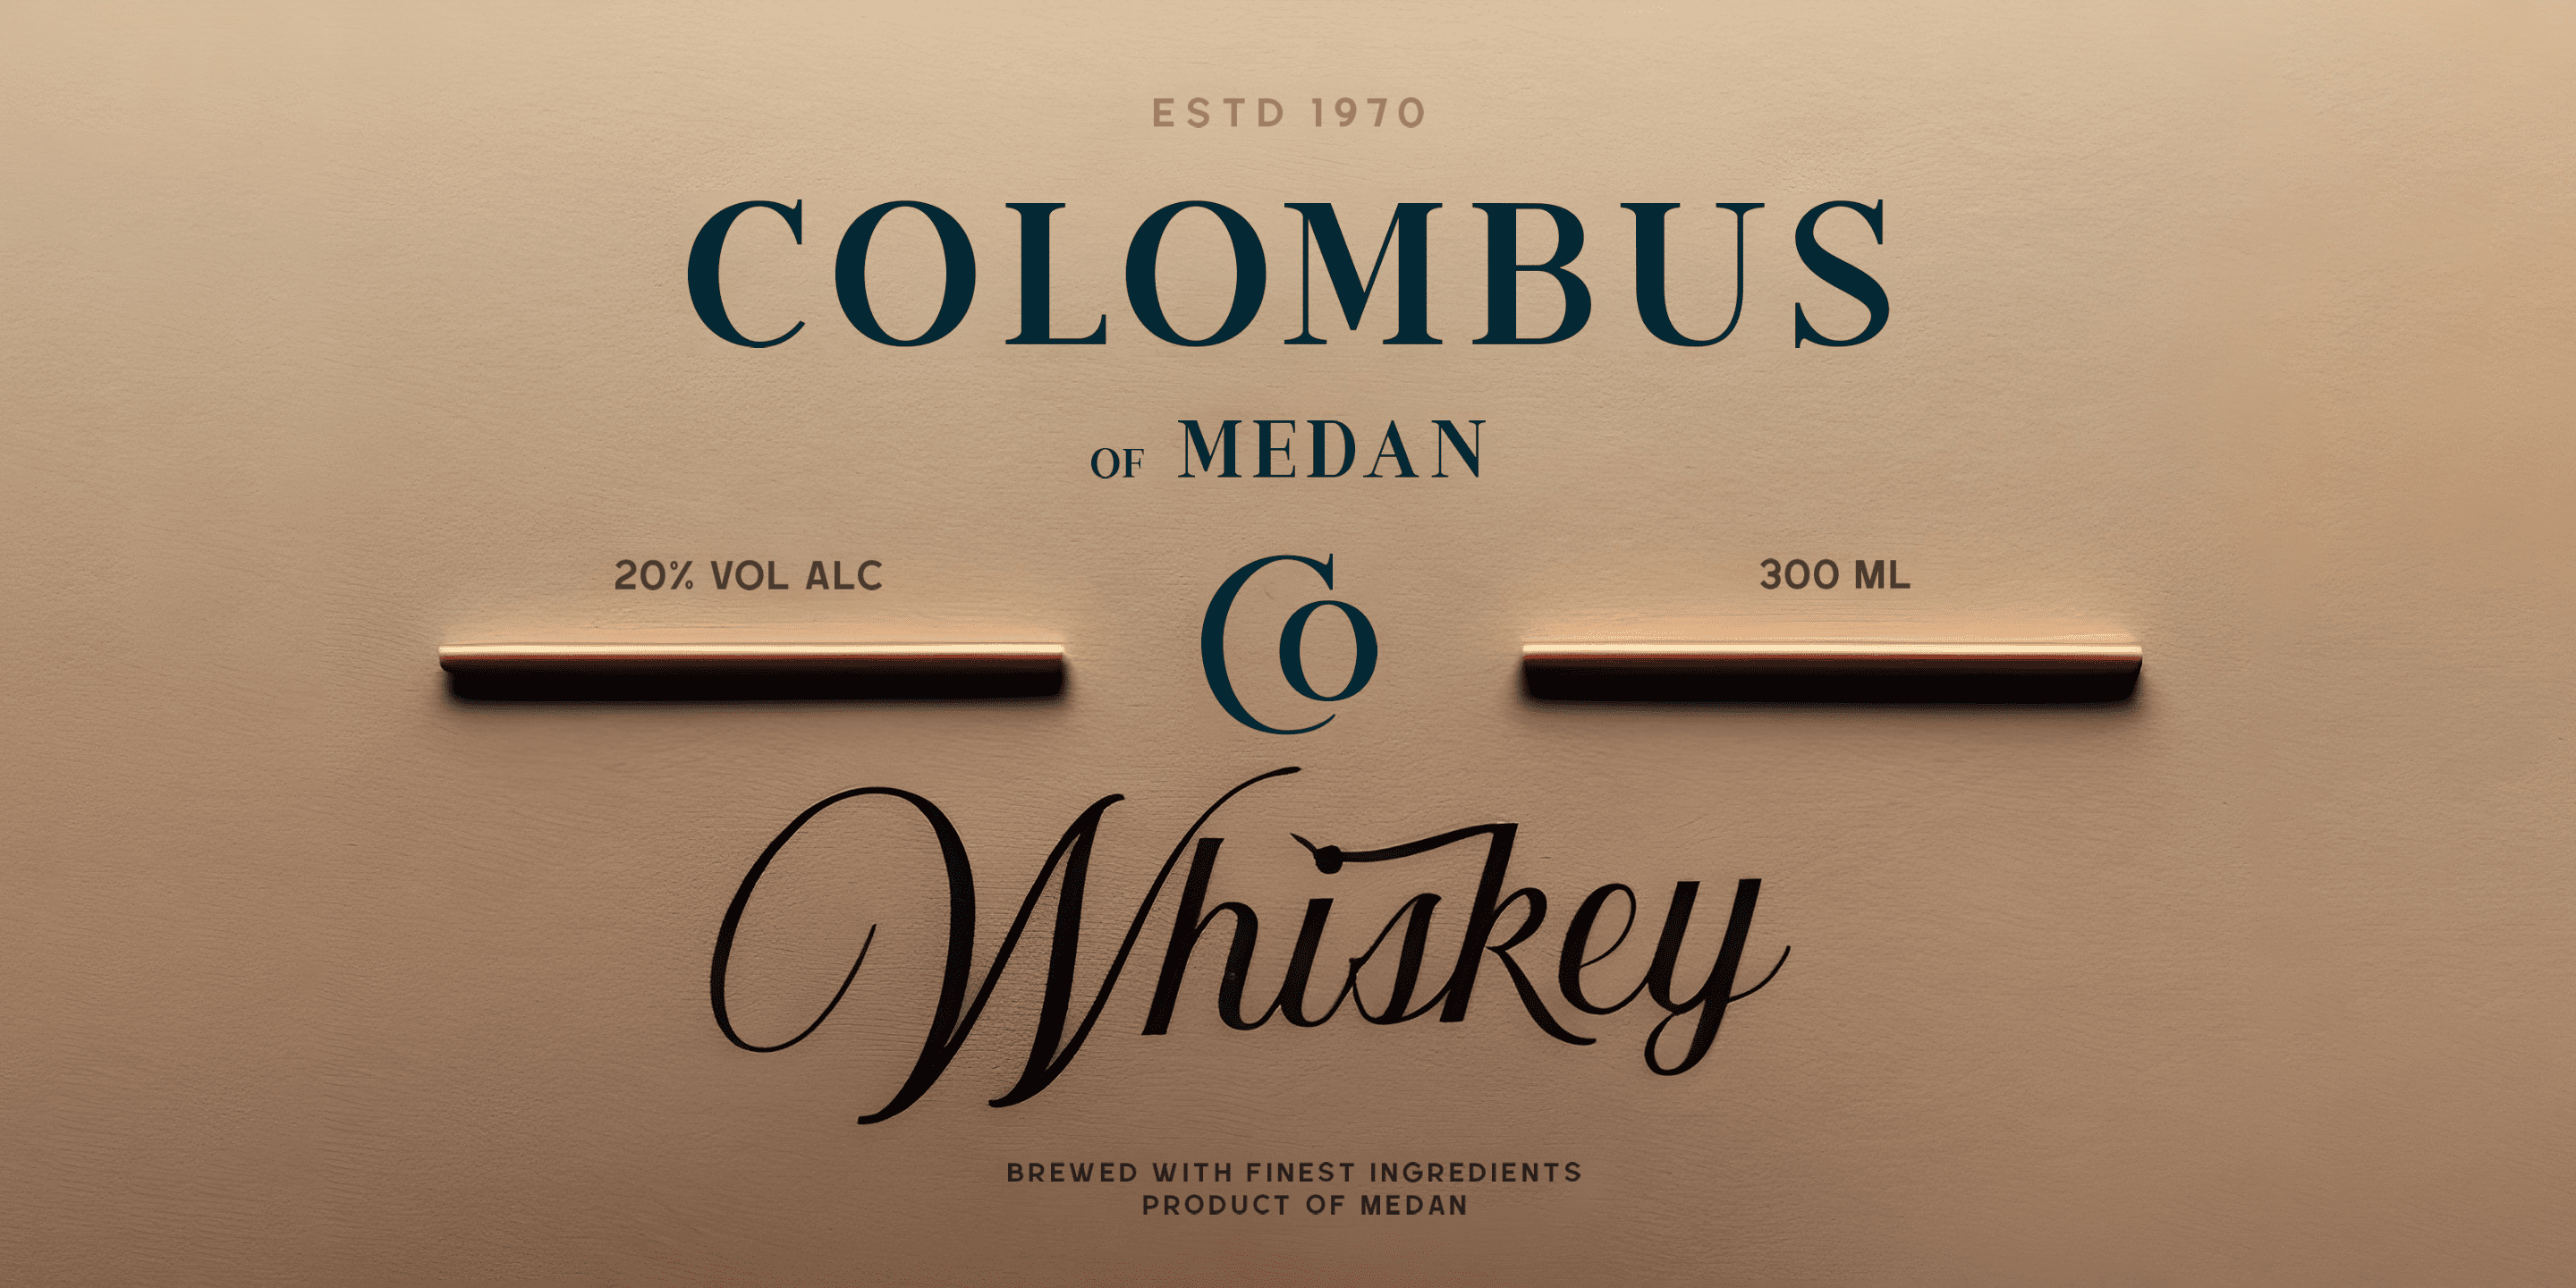 ESTD 1970
COLOMBUS
OF MEDAN
20% VOL ALC
Co
300 ML
Whiskey
BREWED WITH FINEST INGREDIENTS
PRODUCT OF MEDAN